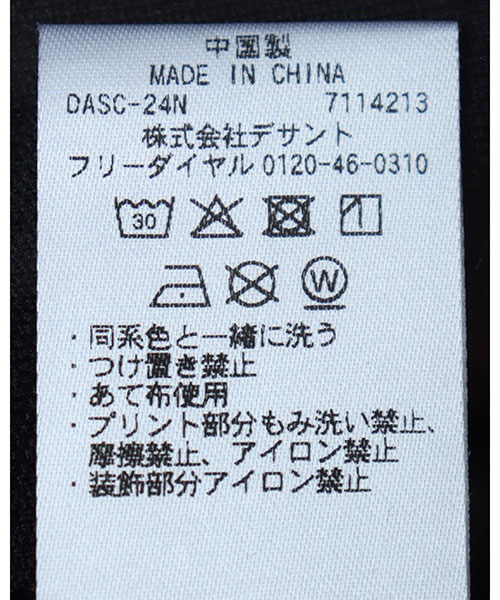 中國製
MADE IN CHINA
DASC-24N 7114213
株式会社デサント
フリーダイヤル 0120-46-0310
30
W
・同系色と一緒に洗う
・つけ置き禁止
・あて布使用
・プリント部分もみ洗い禁止、
摩擦禁止、アイロン禁止
・装飾部分アイロン禁止